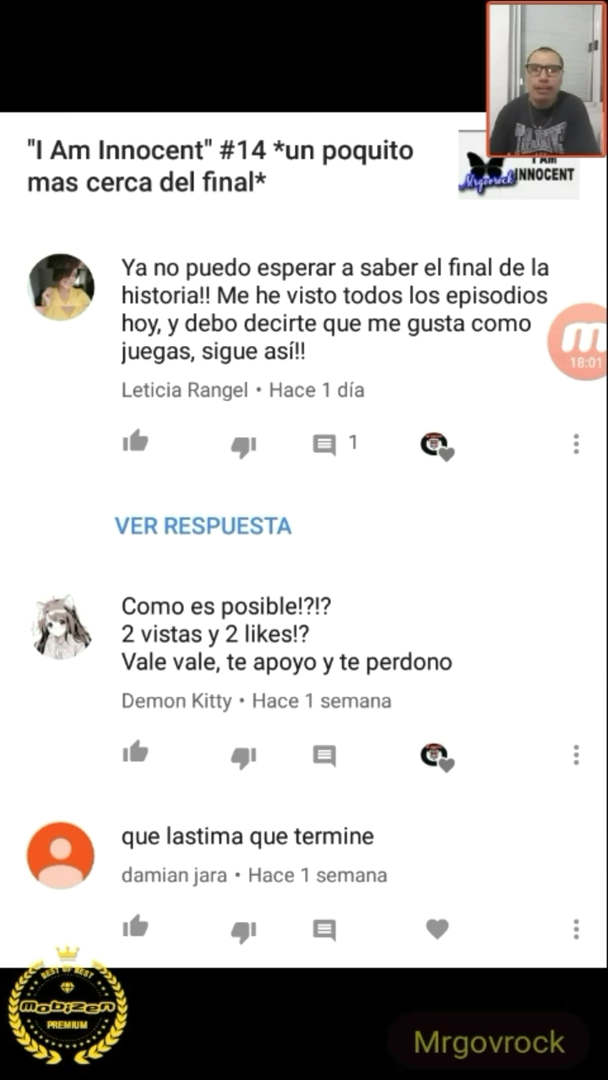 "I Am Innocent" #14 *un poquito
mas cerca del final*
I AM
INNOCENT
Mrgovrock
Ya no puedo esperar a saber el final de la
historia!! Me he visto todos los episodios
hoy, y debo decirte que me gusta como
juegas, sigue así!!
18:01
Leticia Rangel • Hace 1 día
1
VER RESPUESTA
Como es posible!?!?
2 vistas y 2 likes!?
Vale vale, te apoyo y te perdono
Demon Kitty • Hace 1 semana
que lastima que termine
damian jara • Hace 1 semana
BEST OF BEST
mobizen
PREMIUM
Mrgovrock